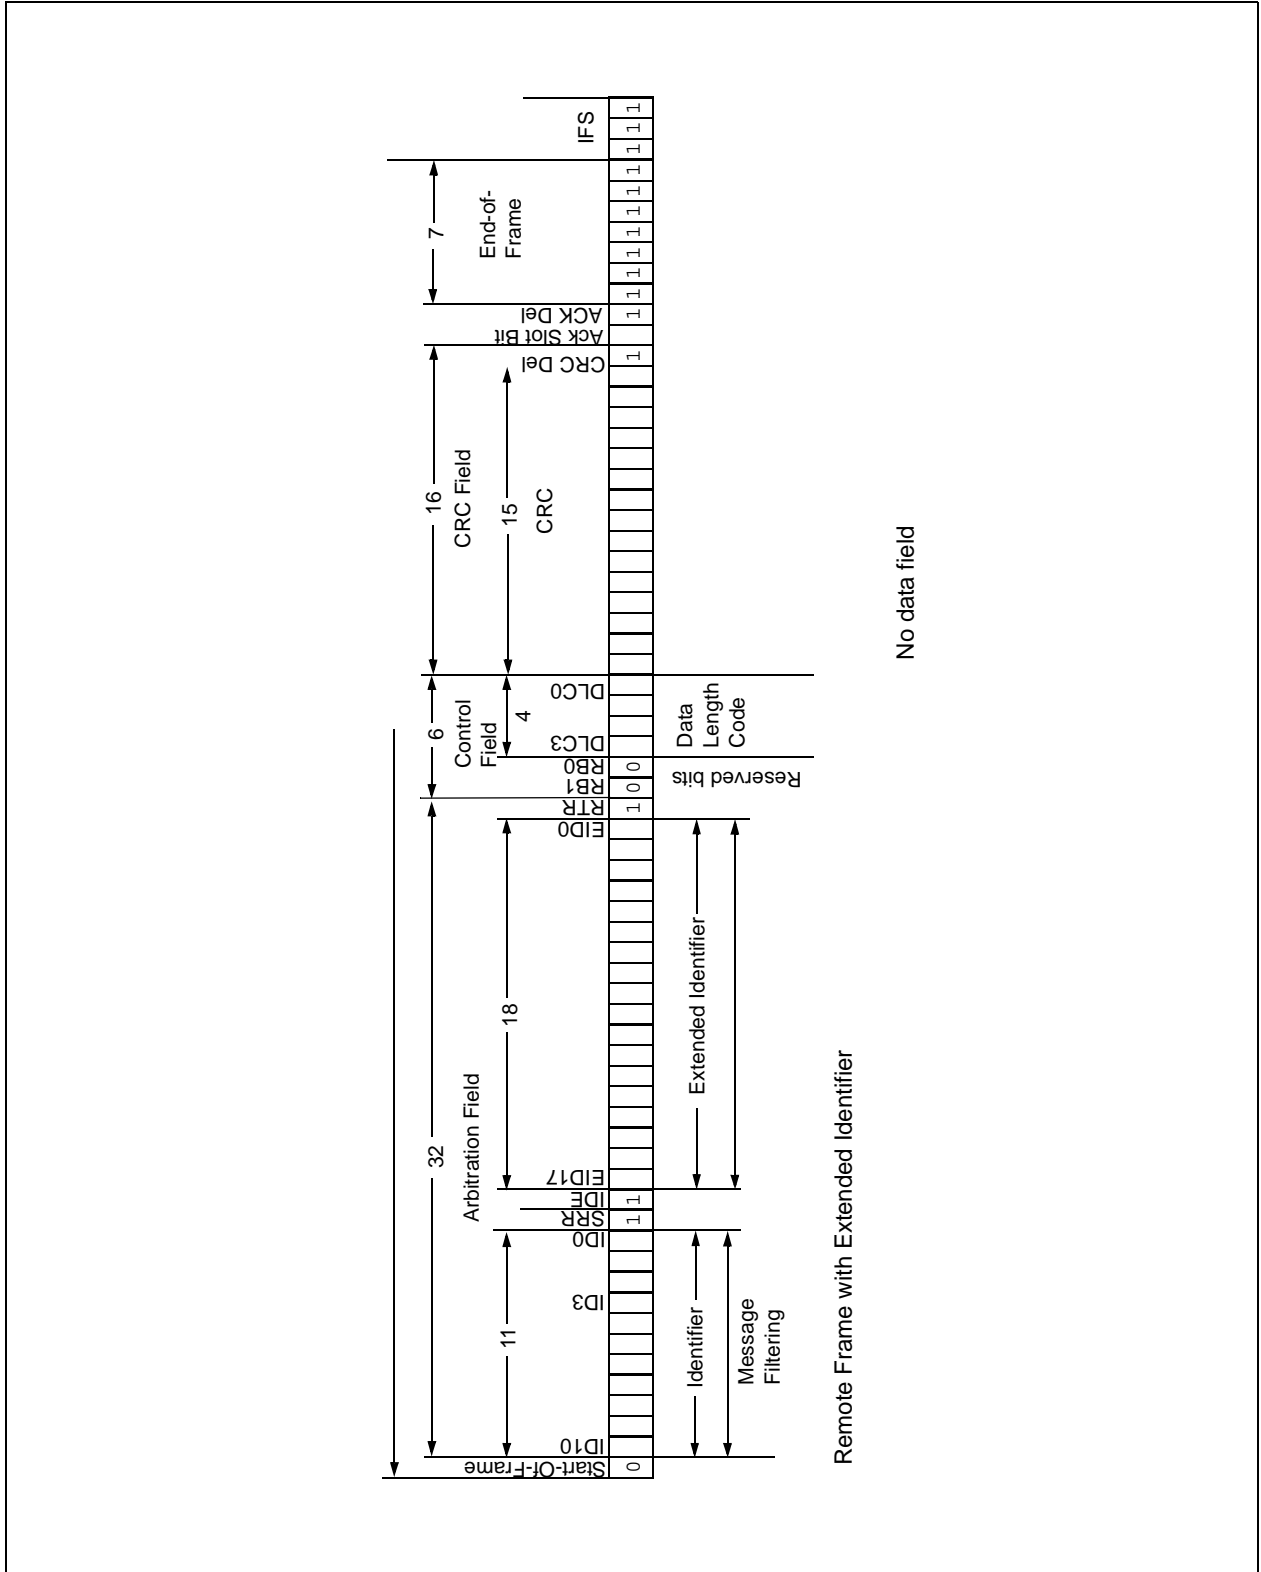 32
6
16
7
Arbitration Field
Control
Field
CRC Field
End-of-
Frame
11
18
4
15
CRC
IFS
Start-Of-Frame
ID10
ID3
ID0
SRR
IDE
EID17
EID0
RTR
RB1
RB0
DLC3
DLC0
CRC Del
Ack Slot Bit
ACK Del
0
1
1
1
0
0
1
1
1
1
1
1
1
1
1
1
1
1
Identifier
Extended Identifier
Reserved bits
Data
Length
Code
Message
Filtering
Remote Frame with Extended Identifier
No data field